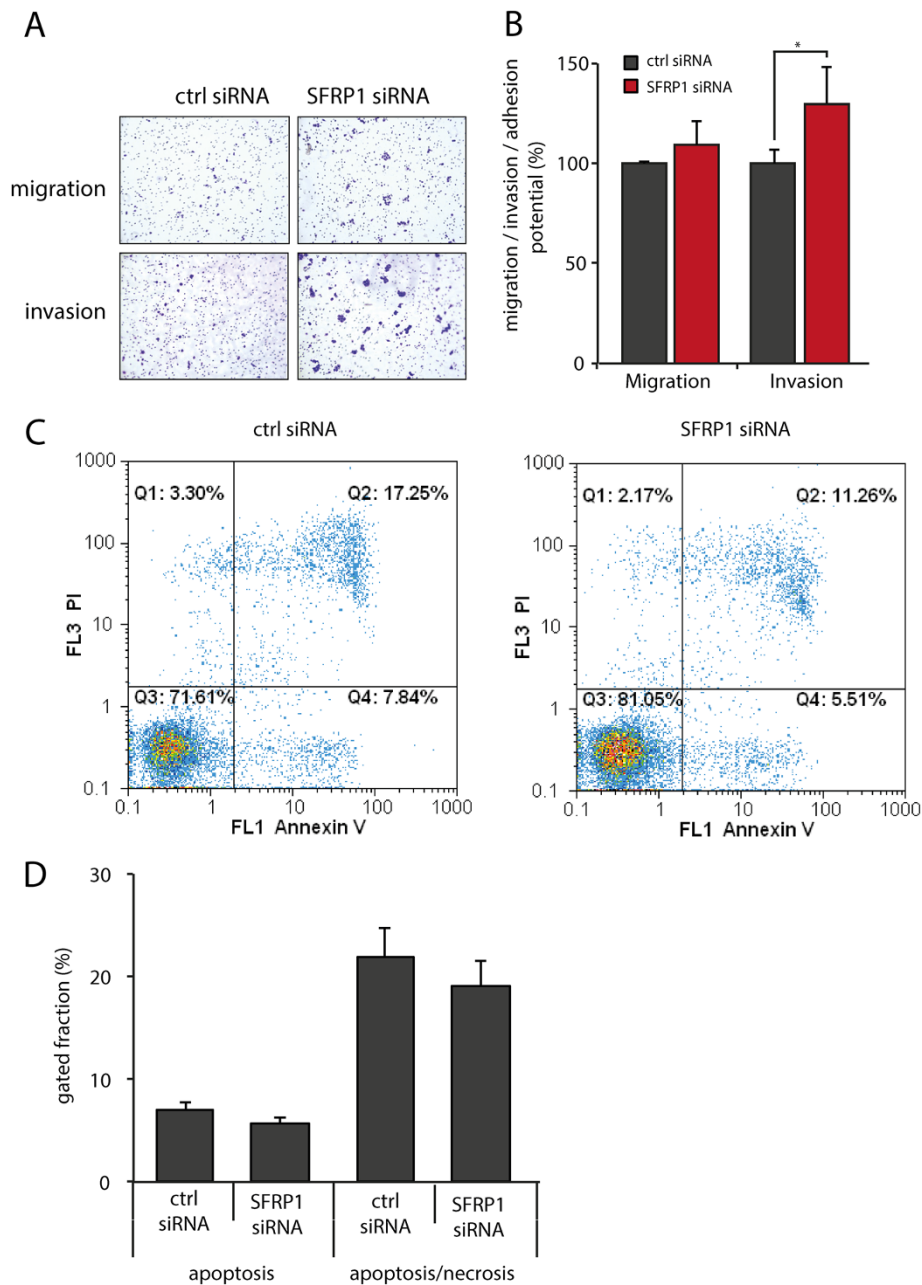 A
ctrl siRNA SFRP1 siRNA
migration
invasion
B
migration / invasion / adhesion
potential (%)
150
100
50
0
*
ctrl siRNA
SFRP1 siRNA
Migration Invasion
C
ctrl siRNA
FL3 PI
1000
100
10
1
0.1
Q1: 3.30% Q2: 17.25%
Q3: 71.61% Q4: 7.84%
0.1 1 10 100 1000
FL1 Annexin V
SFRP1 siRNA
FL3 PI
1000
100
10
1
0.1
Q1: 2.17% Q2: 11.26%
Q3: 81.05% Q4: 5.51%
0.1 1 10 100 1000
FL1 Annexin V
D
gated fraction (%)
30
20
10
0
ctrl
siRNA
SFRP1
siRNA
ctrl
siRNA
SFRP1
siRNA
apoptosis apoptosis/necrosis